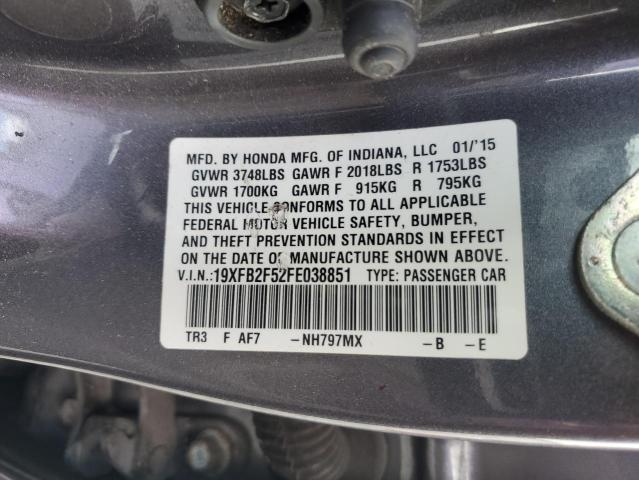 MFD. BY HONDA MFG. OF INDIANA, LLC 01/'15
GVWR 3748LBS GAWR F 2018LBS R 1753LBS
GVWR 1700KG GAWR F 915KG R 795KG
THIS VEHICLE CONFORMS TO ALL APPLICABLE
FEDERAL MOTOR VEHICLE SAFETY, BUMPER,
AND THEFT PREVENTION STANDARDS IN EFFECT
ON THE DATE OF MANUFACTURE SHOWN ABOVE.
V.I.N.:19XFB2F52FE038851 TYPE: PASSENGER CAR
TR3 F AF7 -NH797MX -B -E